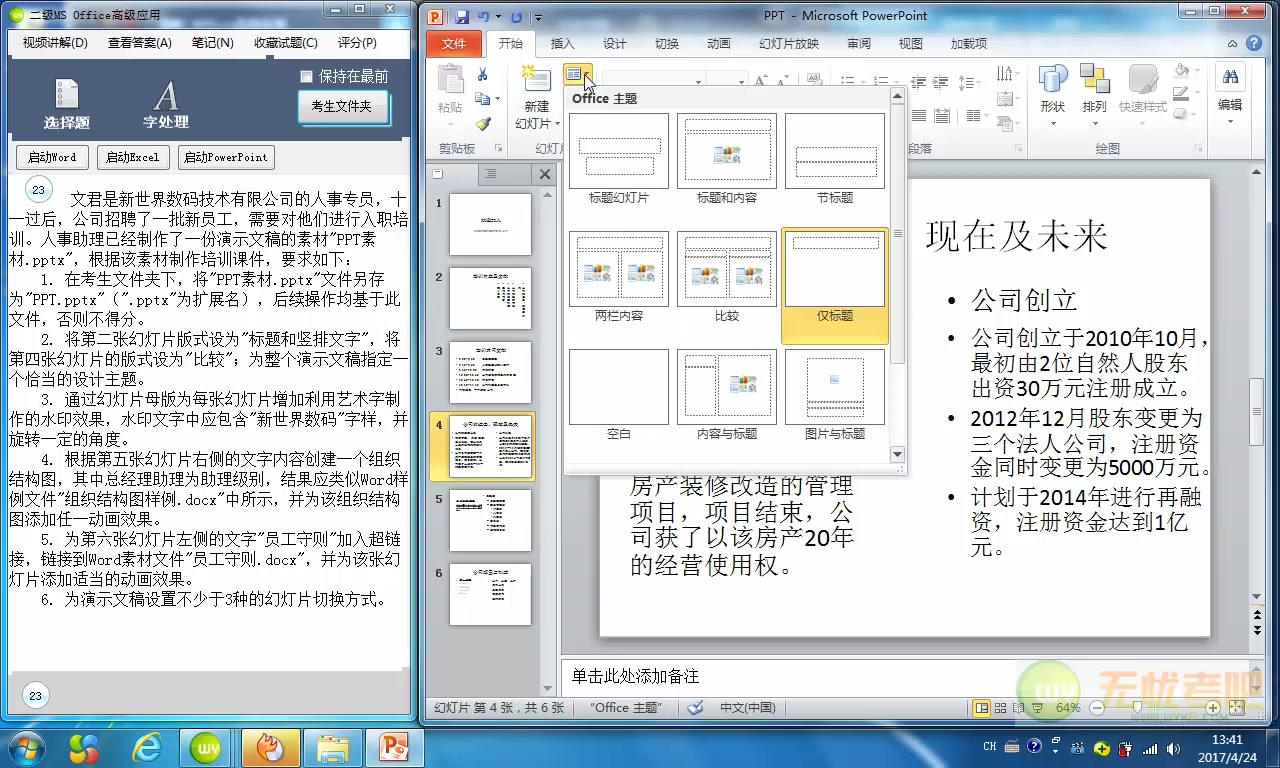 二级MS Office高级应用
视频讲解(D) 查看答案(A) 笔记(N) 收藏试题(C) 评分(P)
保持在最前
选择题
字处理
考生文件夹
启动Word 启动Excel 启动PowerPoint
23
文君是新世界数码技术有限公司的人事专员，十
一过后，公司招聘了一批新员工，需要对他们进行入职培
训。人事助理已经制作了一份演示文稿的素材"PPT素
材.pptx"，根据该素材制作培训课件，要求如下：
1. 在考生文件夹下，将"PPT素材.pptx"文件另存
为"PPT.pptx"（".pptx"为扩展名），后续操作均基于此
文件，否则不得分。
2. 将第二张幻灯片版式设为"标题和竖排文字"，将
第四张幻灯片的版式设为"比较"；为整个演示文稿指定一
个恰当的设计主题。
3. 通过幻灯片母版为每张幻灯片增加利用艺术字制
作的水印效果，水印文字中应包含"新世界数码"字样，并
旋转一定的角度。
4. 根据第五张幻灯片右侧的文字内容创建一个组织
结构图，其中总经理助理为助理级别，结果应类似Word样
例文件"组织结构图样例.docx"中所示，并为该组织结构
图添加任一动画效果。
5. 为第六张幻灯片左侧的文字"员工守则"加入超链
接，链接到Word素材文件"员工守则.docx"，并为该张幻
灯片添加适当的动画效果。
6. 为演示文稿设置不少于3种的幻灯片切换方式。
23
PPT - Microsoft PowerPoint
文件 开始 插入 设计 切换 动画 幻灯片放映 审阅 视图 加载项
粘贴
剪贴板
新建
幻灯片
幻灯片
段落
形状 排列 快速样式
绘图
编辑
Office 主题
标题幻灯片 标题和内容 节标题
两栏内容 比较 仅标题
空白 内容与标题 图片与标题
1
2
3
4
5
6
现在及未来
• 公司创立
• 公司创立于2010年10月，
最初由2位自然人股东
出资30万元注册成立。
• 2012年12月股东变更为
三个法人公司，注册资
金同时变更为5000万元。
• 计划于2014年进行再融
资，注册资金达到1亿
元。
房产装修改造的管理
项目，项目结束，公
司获了以该房产20年
的经营使用权。
单击此处添加备注
幻灯片 第 4 张，共 6 张 "Office 主题" 中文(中国) 64%
wy 无忧考吧
WWW.WYK8.COM
CH
13:41
2017/4/24